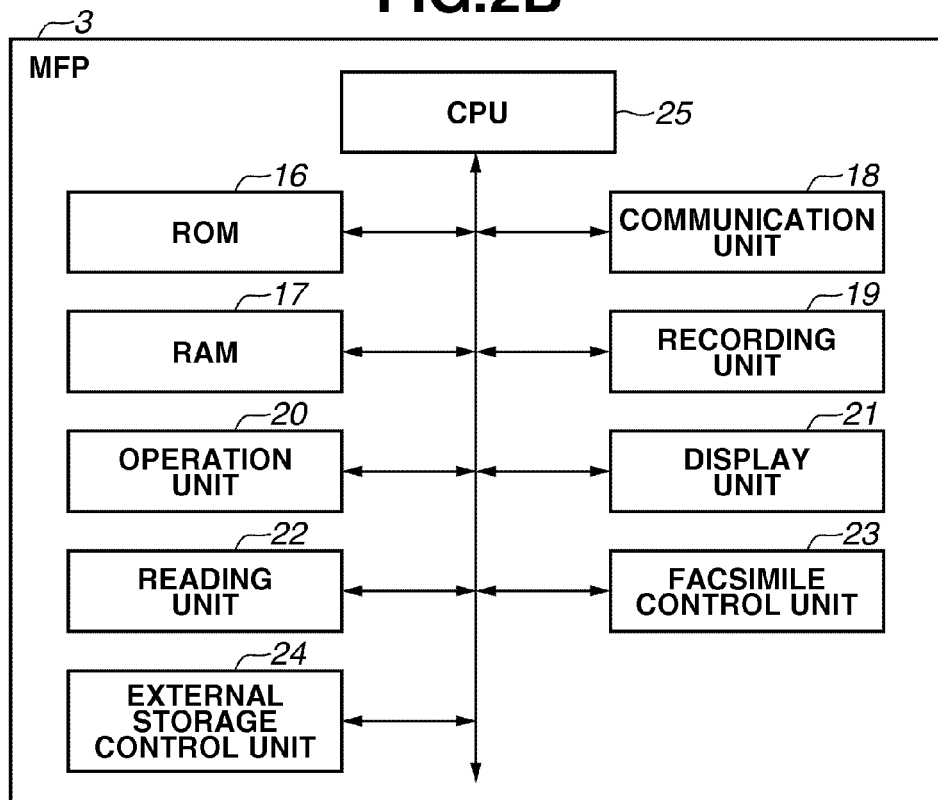 FIG.2B
3
MFP
CPU
25
16
ROM
18
COMMUNICATION
UNIT
17
RAM
19
RECORDING
UNIT
20
OPERATION
UNIT
21
DISPLAY
UNIT
22
READING
UNIT
23
FACSIMILE
CONTROL UNIT
24
EXTERNAL
STORAGE
CONTROL UNIT